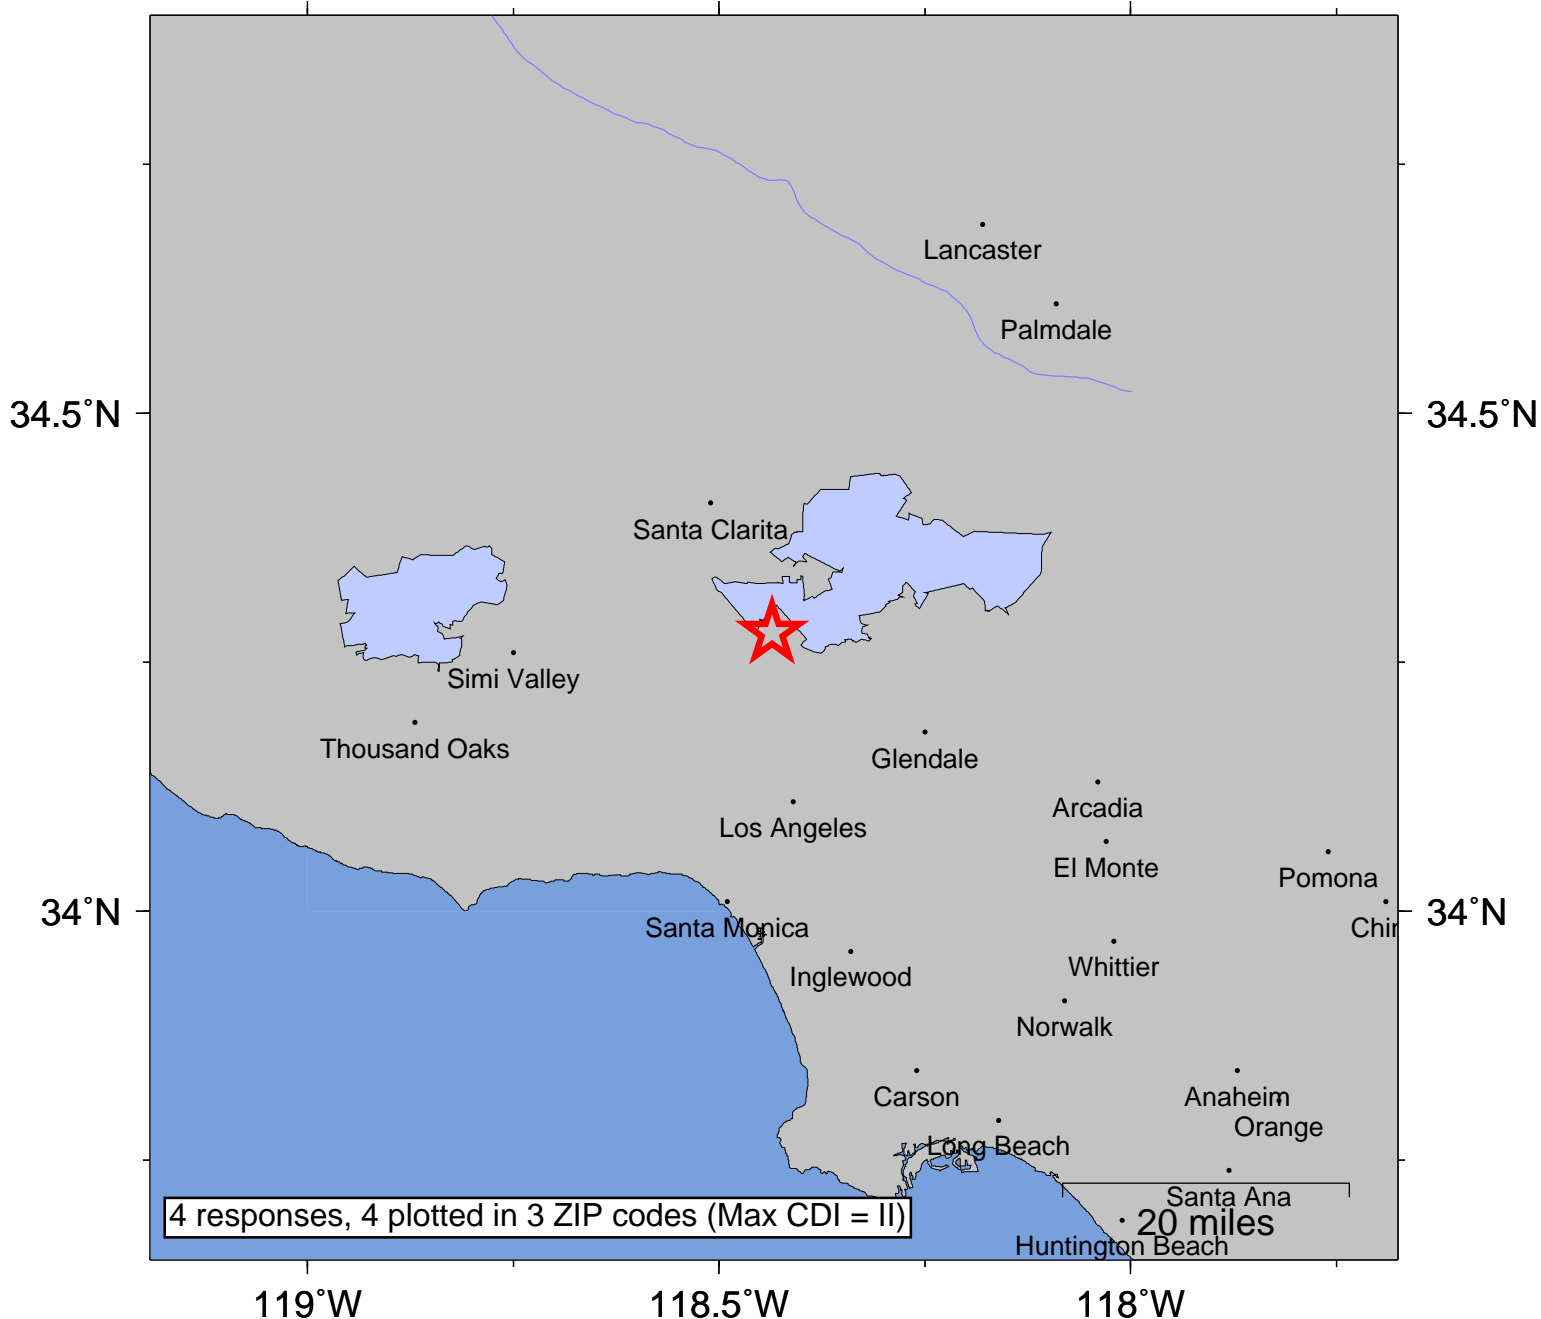 Lancaster
Palmdale
34.5˚N
34.5˚N
Santa Clarita
Simi Valley
Thousand Oaks
Glendale
Arcadia
Los Angeles
El Monte
Pomona
34˚N
34˚N
Santa Monica
Chin
Whittier
Inglewood
Norwalk
Carson
Anaheim
Orange
Long Beach
Santa Ana
4 responses, 4 plotted in 3 ZIP codes (Max CDI = II)
20 miles
Huntington Beach
119˚W
118.5˚W
118˚W